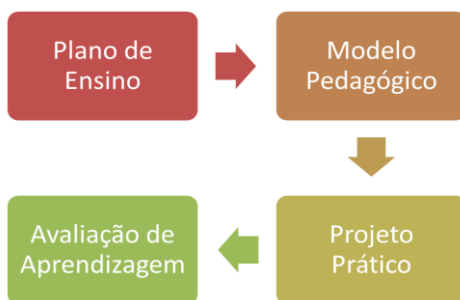 Plano de
Ensino
Modelo
Pedagógico
Projeto
Prático
Avaliação de
Aprendizagem